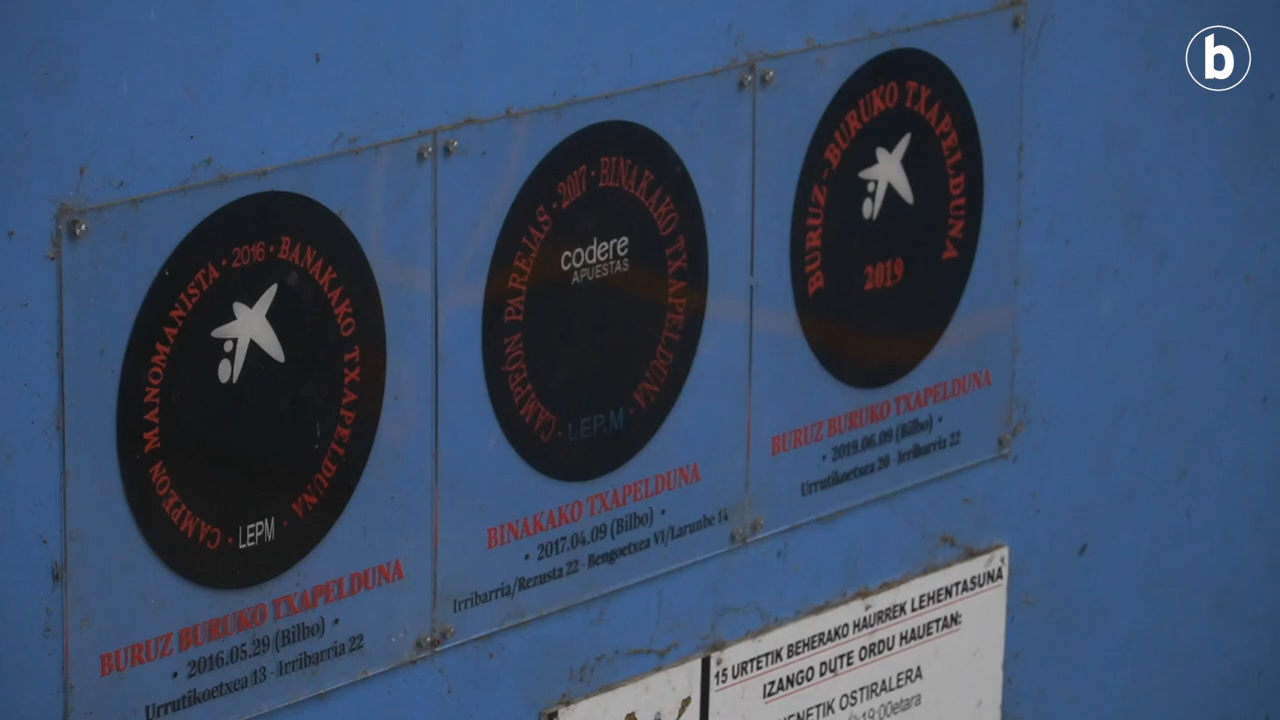 b
CAMPEON MANOMANISTA · 2016 · BANAKAKO TXAPELDUNA ·
LEPM
BURUZ BURUKO TXAPELDUNA
· 2016.05.29 (Bilbo) ·
Urrutikoetxea 13 - Irribarria 22
CAMPEÓN PAREJAS · 2017 · BINAKAKO TXAPELDUNA ·
codere
APUESTAS
LEP.M
BINAKAKO TXAPELDUNA
· 2017.04.09 (Bilbo) ·
Irribarria/Rezusta 22 - Bengoetxea VI/Larunbe 14
BURUZ-BURUKO TXAPELDUNA
2019
BURUZ BURUKO TXAPELDUNA
· 2019.06.09 (Bilbo) ·
Urrutikoetxea 20 - Irribarria 22
15 URTETIK BEHERAKO HAURREK LEHENTASUNA
IZANGO DUTE ORDU HAUETAN:
OSTIRALERA
19:00etara